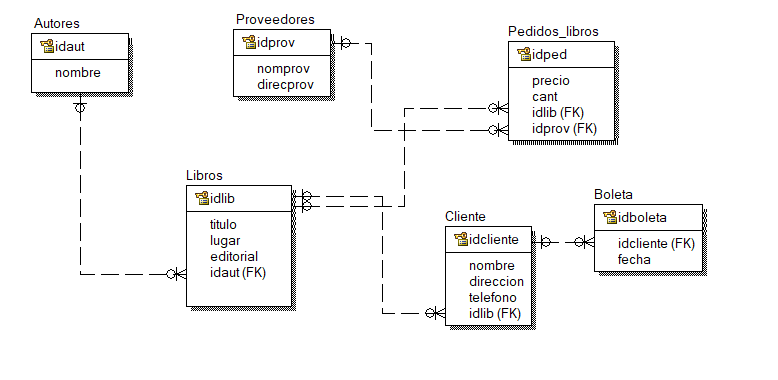 Autores
idaut
nombre
Proveedores
idprov
nomprov
direcprov
Pedidos_libros
idped
precio
cant
idlib (FK)
idprov (FK)
Libros
idlib
titulo
lugar
editorial
idaut (FK)
Cliente
idcliente
nombre
direccion
telefono
idlib (FK)
Boleta
idboleta
idcliente (FK)
fecha